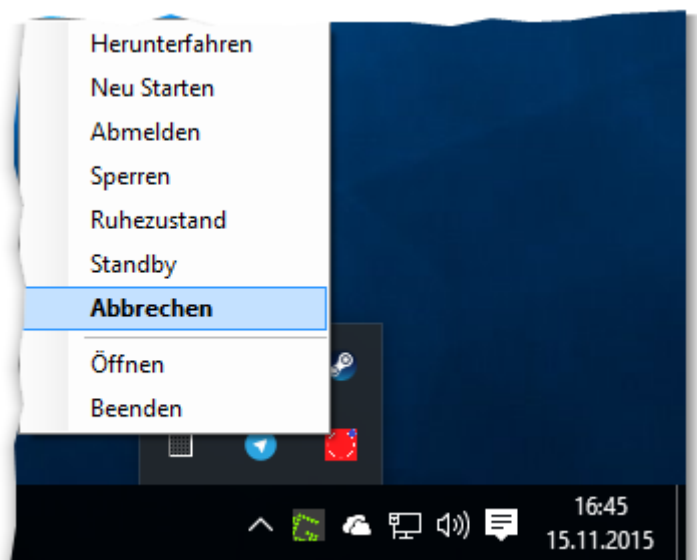 Herunterfahren
Neu Starten
Abmelden
Sperren
Ruhezustand
Standby
Abbrechen
Öffnen
Beenden
16:45
15.11.2015